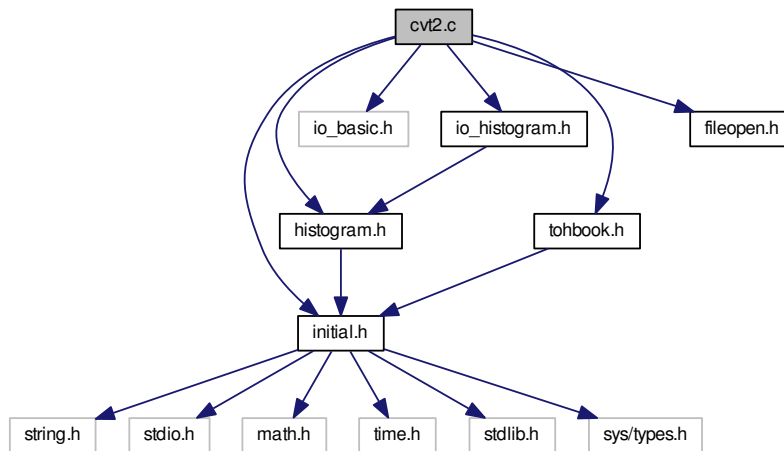 cvt2.c
io_basic.h
io_histogram.h
fileopen.h
histogram.h
tohbook.h
initial.h
string.h
stdio.h
math.h
time.h
stdlib.h
sys/types.h